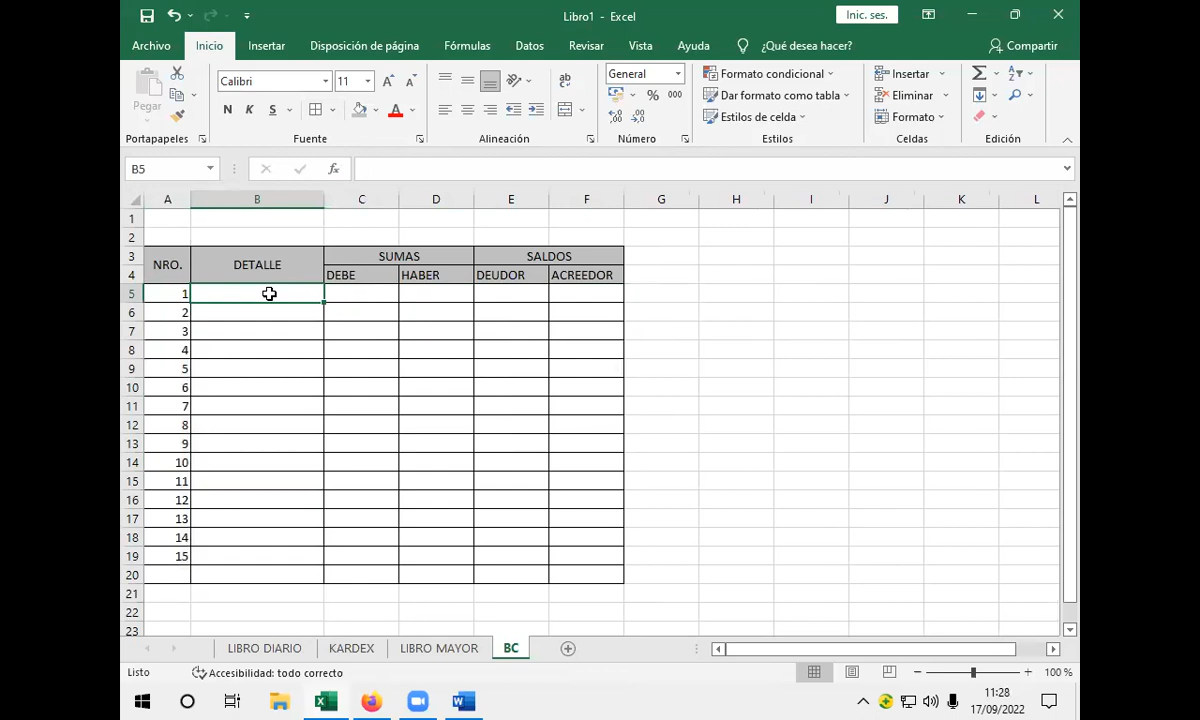 Libro1 - Excel
Inic. ses.
Archivo Inicio Insertar Disposición de página Fórmulas Datos Revisar Vista Ayuda ¿Qué desea hacer? Compartir
Pegar
Calibri 11
N K S
A
ab
General
% 000
Formato condicional
Dar formato como tabla
Estilos de celda
Insertar
Eliminar
Formato
Portapapeles Fuente Alineación Número Estilos Celdas Edición
B5 fx
A B C D E F G H I J K L
1
2
3 SUMAS SALDOS
NRO. DETALLE
4 DEBE HABER DEUDOR ACREEDOR
5 1
6 2
7 3
8 4
9 5
10 6
11 7
12 8
13 9
14 10
15 11
16 12
17 13
18 14
19 15
20
21
22
23
LIBRO DIARIO KARDEX LIBRO MAYOR BC
Listo Accesibilidad: todo correcto 100 %
11:28
17/09/2022